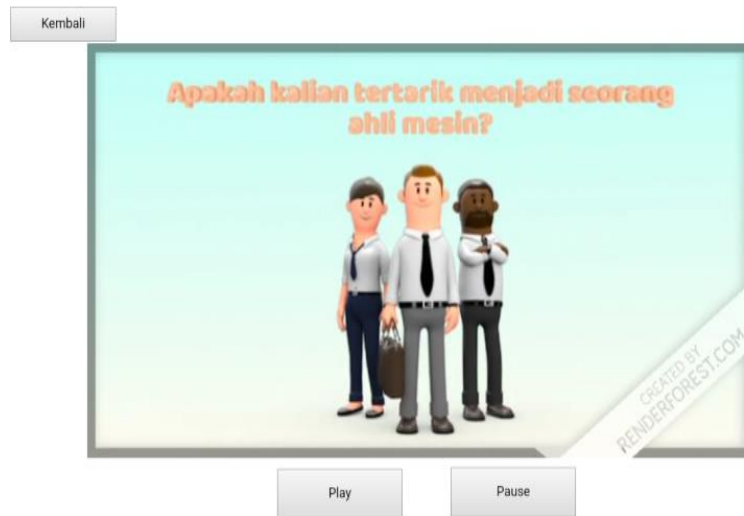 Kembali
Apakah kalian tertarik menjadi seorang
ahli mesin?
CREATED BY
RENDERFOREST.COM
Play
Pause